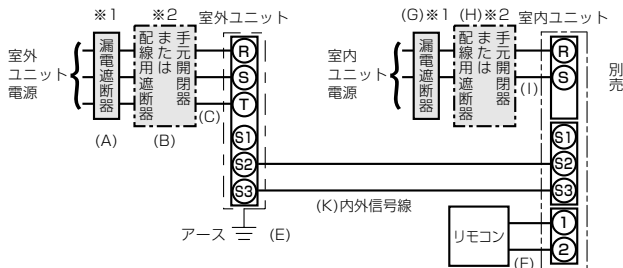 ※1
※2
室外ユニット
室外
ユニット
電源
漏電遮断器
手元開閉器
または
配線用遮断器
(A)
(B)
(C)
R
S
T
S1
S2
S3
アース
(E)
(G)※1
(H)※2
室内ユニット
室内
ユニット
電源
漏電遮断器
手元開閉器
または
配線用遮断器
(I)
R
S
S1
S2
S3
1
2
別売
(K)内外信号線
リモコン
(F)